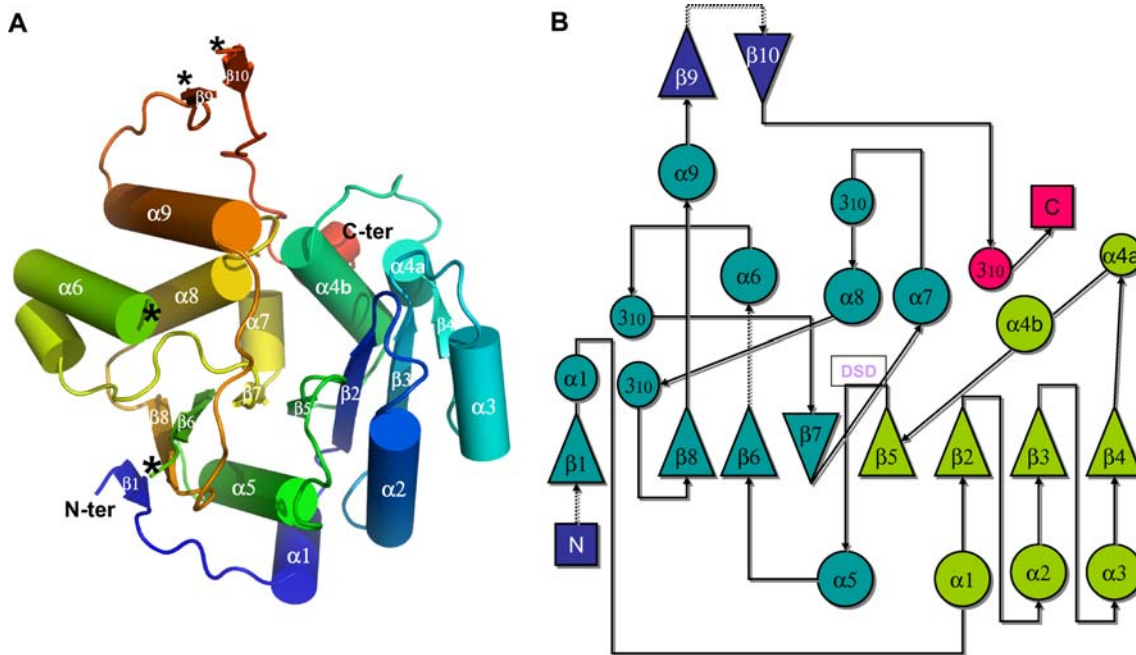 A
B
*
*
β10
β9
β9
β10
α9
α9
3₁₀
C
C-ter
α4a
α4a
α6
α4b
α6
α8
α7
3₁₀
α8
α7
β4
α4b
3₁₀
α1
3₁₀
DSD
*
β7
β2
β3
α3
β5
β8
β6
β1
β8
β6
β7
β5
β2
β3
β4
*
β1
α5
α2
N-ter
N
α1
α5
α1
α2
α3